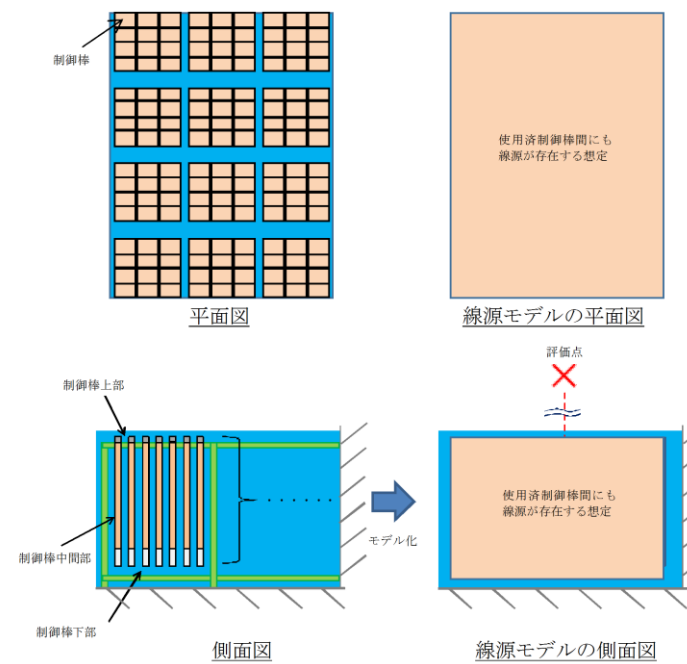 制御棒
使用済制御棒間にも
線源が存在する想定
平面図
線源モデルの平面図
評価点
制御棒上部
使用済制御棒間にも
線源が存在する想定
モデル化
制御棒中間部
制御棒下部
側面図
線源モデルの側面図